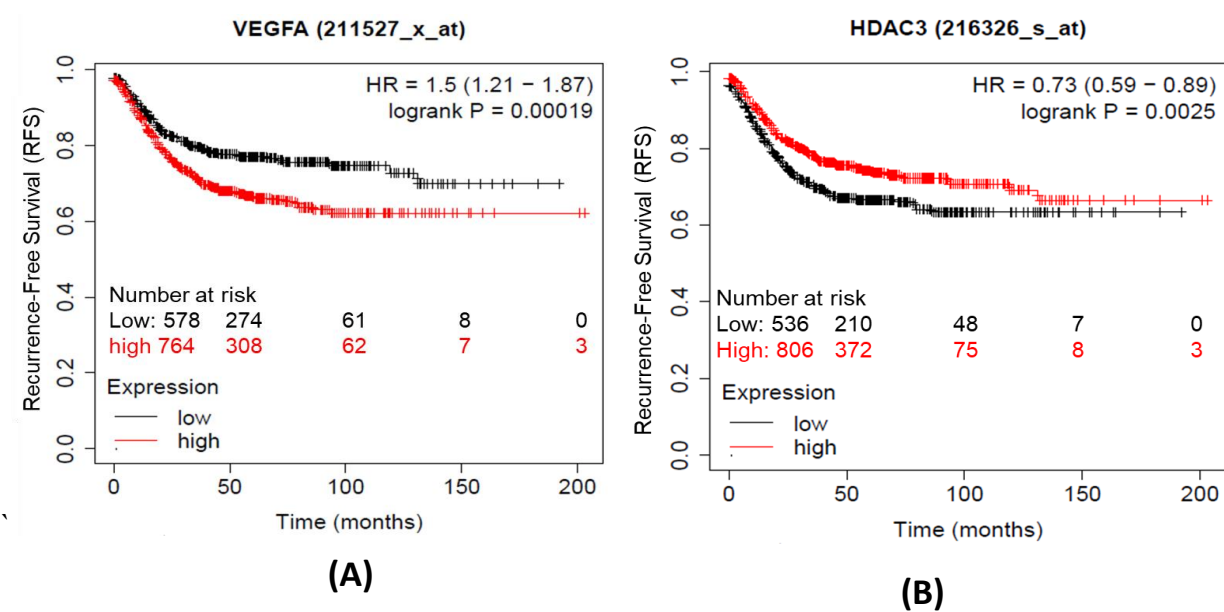 VEGFA (211527_x_at)
HR = 1.5 (1.21 − 1.87)
logrank P = 0.00019
Recurrence-Free Survival (RFS)
1.0
0.8
0.6
0.4
0.2
0.0
Number at risk
Low: 578 274 61 8 0
high 764 308 62 7 3
Expression
low
high
0 50 100 150 200
Time (months)
`
(A)
HDAC3 (216326_s_at)
HR = 0.73 (0.59 − 0.89)
logrank P = 0.0025
Recurrence-Free Survival (RFS)
1.0
0.8
0.6
0.4
0.2
0.0
Number at risk
Low: 536 210 48 7 0
High: 806 372 75 8 3
Expression
low
high
0 50 100 150 200
Time (months)
(B)